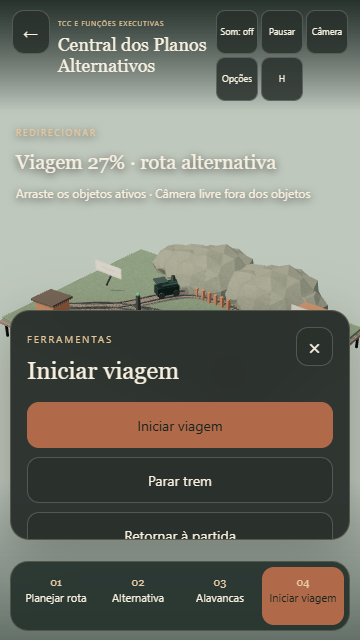 ←
TCC E FUNÇÕES EXECUTIVAS
Central dos Planos
Alternativos
Som: off
Pausar
Câmera
Opções
H
REDIRECIONAR
Viagem 27% · rota alternativa
Arraste os objetos ativos · Câmera livre fora dos objetos
FERRAMENTAS
×
Iniciar viagem
Iniciar viagem
Parar trem
Retornar à partida
01
Planejar rota
02
Alternativa
03
Alavancas
04
Iniciar viagem